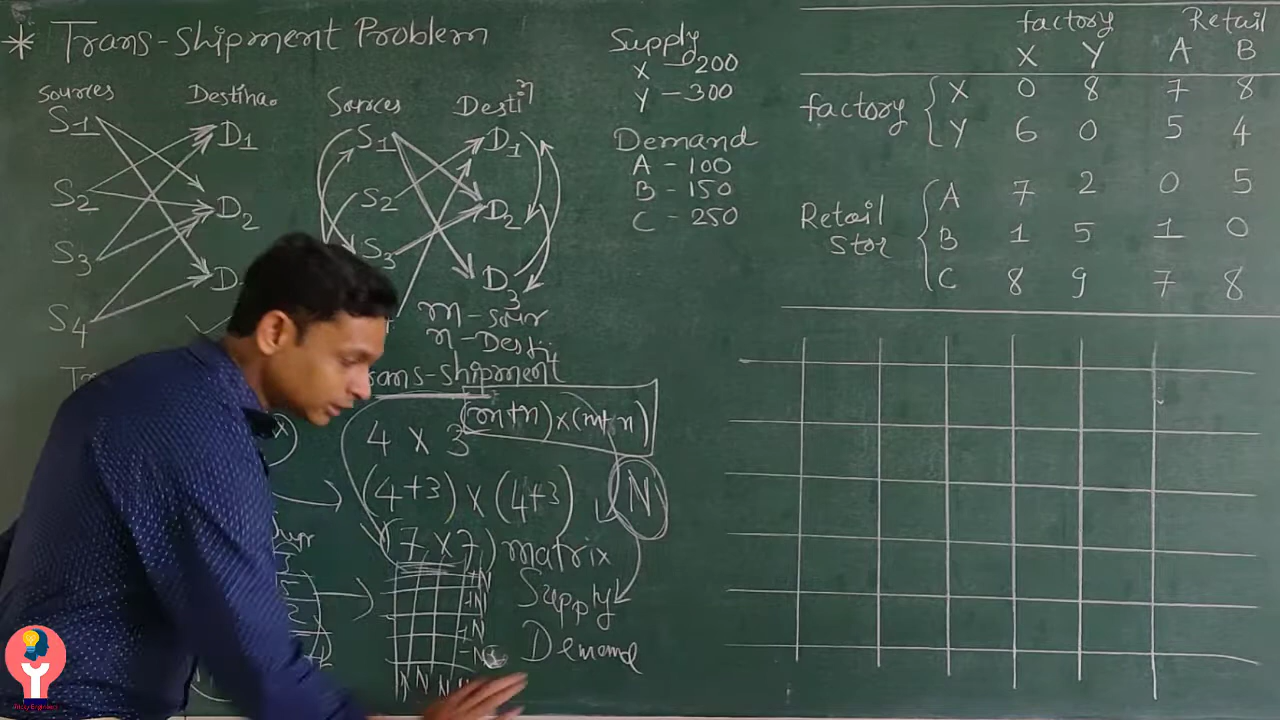 * Trans-Shipment Problem
Sources Destina.
S1 D1
S2 D2
S3
S4
Sources Desti
S1 D1
S2 D2
S3 D3
m - Sour
n - Desti
Trans-shipment
4 X 3 (m+n)x(m+n)
(4+3) X (4+3) N
(7 X 7) matrix
Supply
Demand
+N
+N
+N
N N N
Supply
X - 200
Y - 300
Demand
A - 100
B - 150
C - 250
factory Retail
X Y A B
factory X 0 8 7 8
Y 6 0 5 4
Retail Stor A 7 2 0 5
B 1 5 1 0
C 8 9 7 8